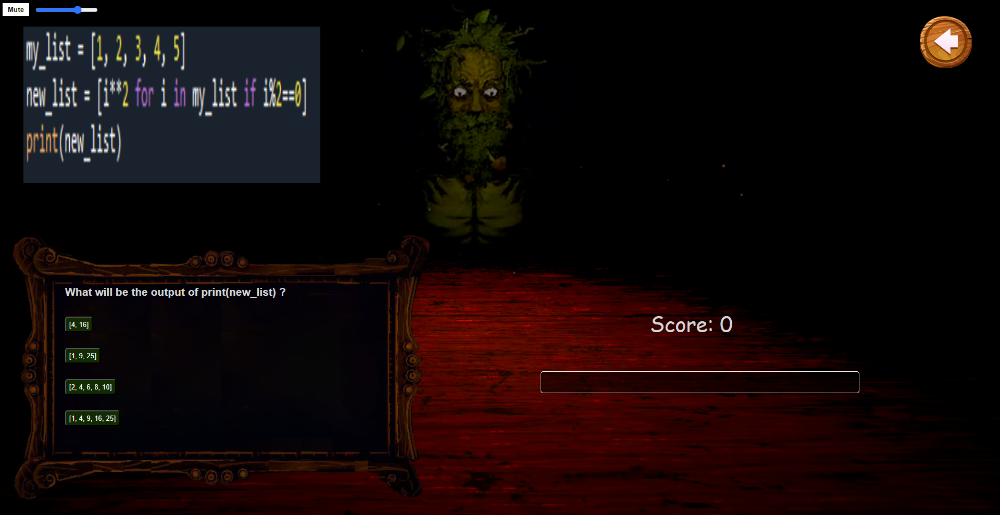 Mute
my_list = [1, 2, 3, 4, 5]
new_list = [i**2 for i in my_list if i%2==0]
print(new_list)
What will be the output of print(new_list) ?
[4, 16]
[1, 9, 25]
[2, 4, 6, 8, 10]
[1, 4, 9, 16, 25]
Score: 0